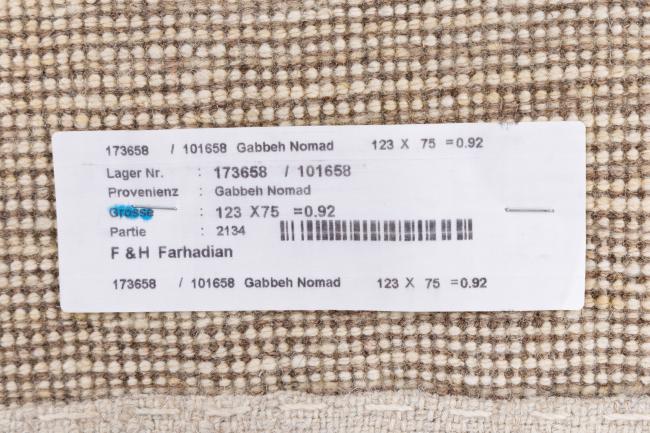 173658 / 101658 Gabbeh Nomad 123 X 75 =0.92
Lager Nr. : 173658 / 101658
Provenienz : Gabbeh Nomad
Grösse : 123 X75 =0.92
Partie : 2134
F & H Farhadian
173658 / 101658 Gabbeh Nomad 123 X 75 =0.92